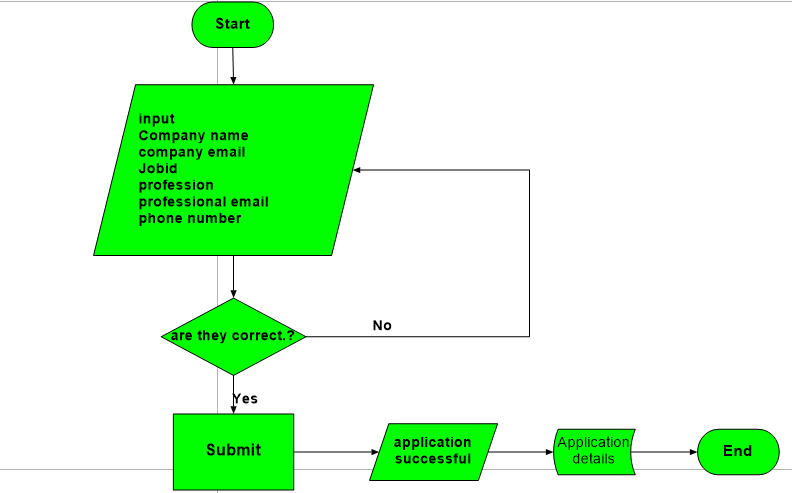 Start
input
Company name
company email
Jobid
profession
professional email
phone number
are they correct.?
No
Yes
Submit
application
successful
Application
details
End